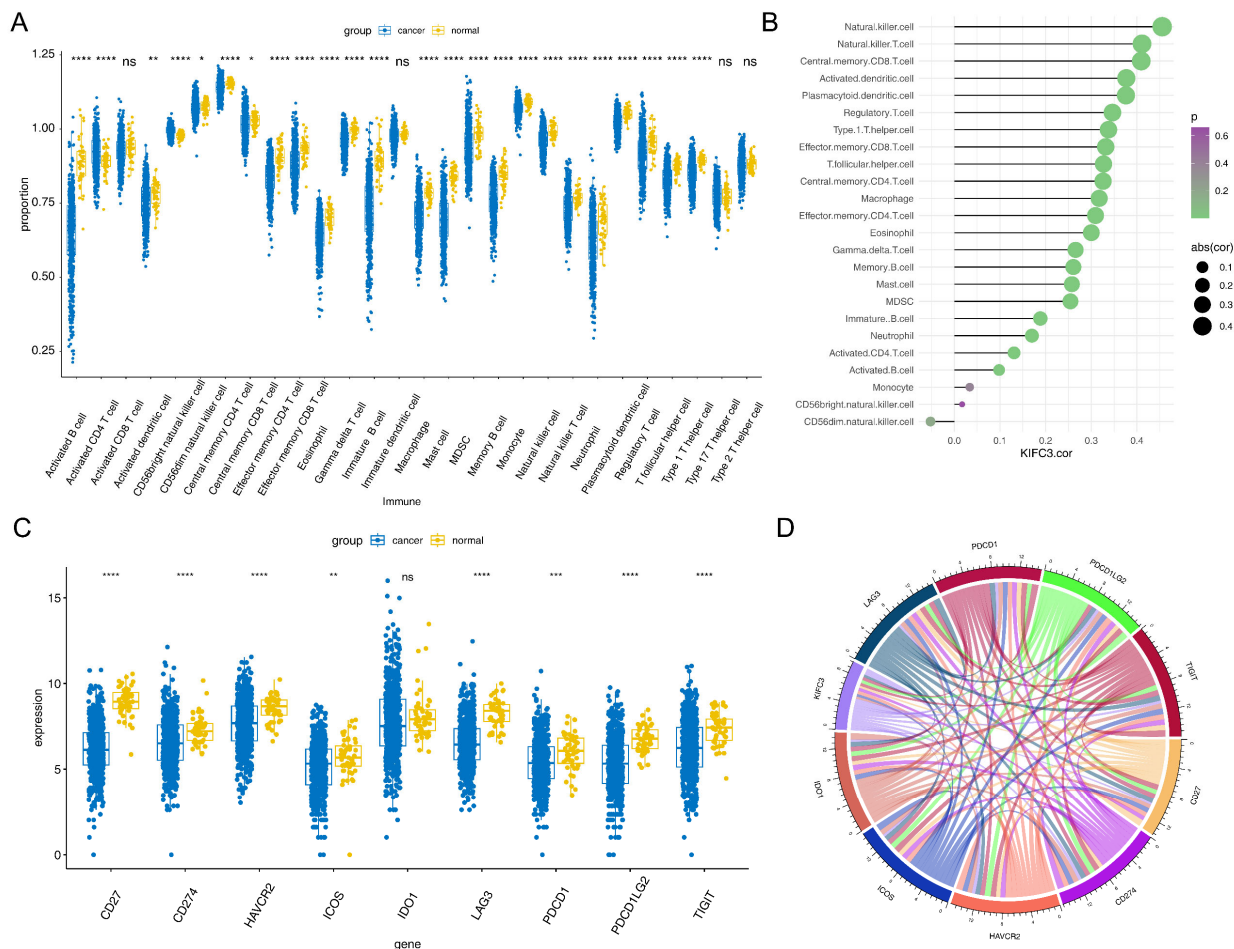 A
group cancer normal
**** **** ns ** **** * **** * **** **** **** **** **** ns **** **** **** **** **** **** **** **** **** **** **** **** ns ns
proportion
1.25
1.00
0.75
0.50
0.25
Activated B cell
Activated CD4 T cell
Activated CD8 T cell
Activated dendritic cell
CD56bright natural killer cell
CD56dim natural killer cell
Central memory CD4 T cell
Central memory CD8 T cell
Effector memory CD4 T cell
Effector memory CD8 T cell
Eosinophil
Gamma delta T cell
Immature B cell
Immature dendritic cell
Macrophage
Mast cell
MDSC
Memory B cell
Monocyte
Natural killer cell
Natural killer T cell
Neutrophil
Plasmacytoid dendritic cell
Regulatory T cell
T follicular helper cell
Type 1 T helper cell
Type 17 T helper cell
Type 2 T helper cell
Immune
B
Natural.killer.cell
Natural.killer.T.cell
Central.memory.CD8.T.cell
Activated.dendritic.cell
Plasmacytoid.dendritic.cell
Regulatory.T.cell
Type.1.T.helper.cell
Effector.memory.CD8.T.cell
T.follicular.helper.cell
Central.memory.CD4.T.cell
Macrophage
Effector.memory.CD4.T.cell
Eosinophil
Gamma.delta.T.cell
Memory.B.cell
Mast.cell
MDSC
Immature..B.cell
Neutrophil
Activated.CD4.T.cell
Activated.B.cell
Monocyte
CD56bright.natural.killer.cell
CD56dim.natural.killer.cell
0.0 0.1 0.2 0.3 0.4
KIFC3.cor
p
0.6
0.4
0.2
abs(cor)
0.1
0.2
0.3
0.4
C
group cancer normal
**** **** **** ** ns **** *** **** ****
expression
15
10
5
0
CD27
CD274
HAVCR2
ICOS
IDO1
LAG3
PDCD1
PDCD1LG2
TIGIT
gene
D
PDCD1
PDCD1LG2
TIGIT
CD27
CD274
HAVCR2
ICOS
IDO1
KIFC3
LAG3